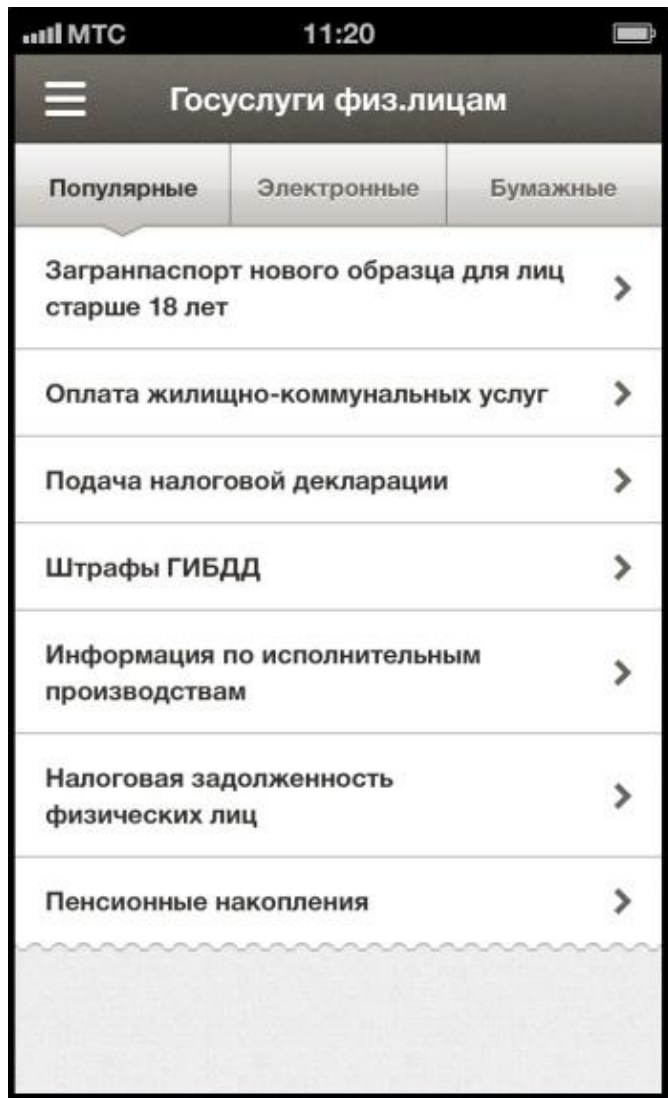 МТС 11:20
Госуслуги физ.лицам
Популярные Электронные Бумажные
Загранпаспорт нового образца для лиц
старше 18 лет
Оплата жилищно-коммунальных услуг
Подача налоговой декларации
Штрафы ГИБДД
Информация по исполнительным
производствам
Налоговая задолженность
физических лиц
Пенсионные накопления